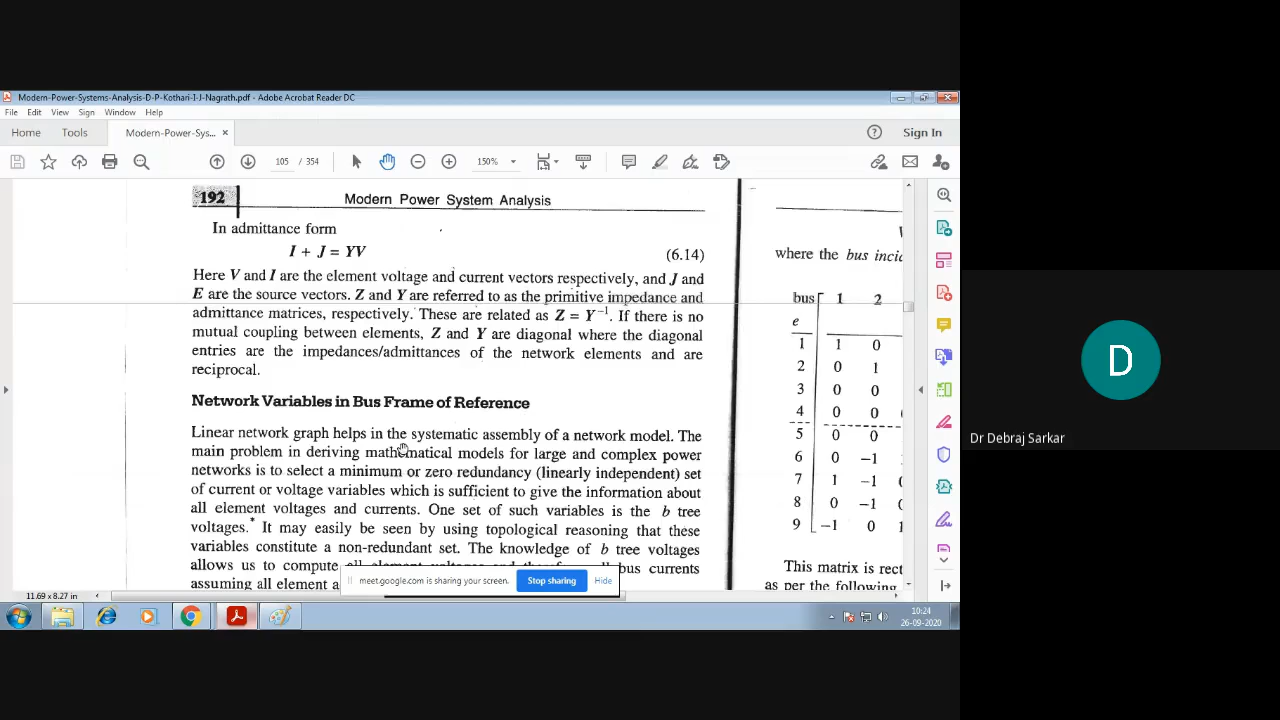 Modern-Power-Systems-Analysis-D-P-Kothari-I-J-Nagrath.pdf - Adobe Acrobat Reader DC
File Edit View Sign Window Help
Home Tools Modern-Power-Sys... × Sign In
105 / 354 150%
192 Modern Power System Analysis
In admittance form
I + J = YV (6.14)
Here V and I are the element voltage and current vectors respectively, and J and
E are the source vectors. Z and Y are referred to as the primitive impedance and
admittance matrices, respectively. These are related as Z = Y⁻¹. If there is no
mutual coupling between elements, Z and Y are diagonal where the diagonal
entries are the impedances/admittances of the network elements and are
reciprocal.
Network Variables in Bus Frame of Reference
Linear network graph helps in the systematic assembly of a network model. The
main problem in deriving mathematical models for large and complex power
networks is to select a minimum or zero redundancy (linearly independent) set
of current or voltage variables which is sufficient to give the information about
all element voltages and currents. One set of such variables is the b tree
voltages.* It may easily be seen by using topological reasoning that these
variables constitute a non-redundant set. The knowledge of b tree voltages
allows us to compute all element bus currents
assuming all element a
where the bus incid
bus 1 2
e
1 1 0
2 0 1
3 0 0
4 0 0
5 0 0
6 0 −1
7 1 −1
8 0 −1
9 −1 0
This matrix is rect
as per the following
meet.google.com is sharing your screen. Stop sharing Hide
11.69 x 8.27 in
10:24
26-09-2020
D
Dr Debraj Sarkar